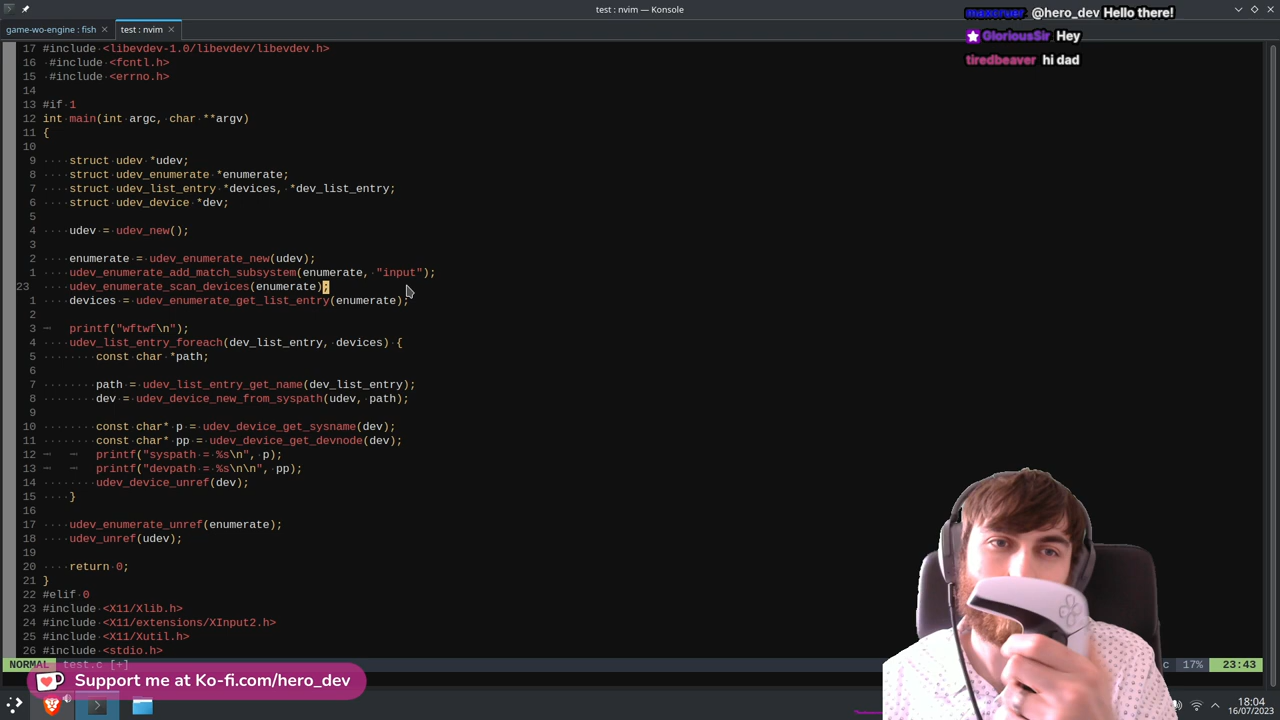 test : nvim — Konsole
game-wo-engine : fish
test : nvim
@hero_dev Hello there!
GloriousSir Hey
tiredbeaver hi dad
17 #include <libevdev-1.0/libevdev/libevdev.h>
16 #include <fcntl.h>
15 #include <errno.h>
14
13 #if 1
12 int main(int argc, char **argv)
11 {
10
9 struct udev *udev;
8 struct udev_enumerate *enumerate;
7 struct udev_list_entry *devices, *dev_list_entry;
6 struct udev_device *dev;
5
4 udev = udev_new();
3
2 enumerate = udev_enumerate_new(udev);
1 udev_enumerate_add_match_subsystem(enumerate, "input");
23 udev_enumerate_scan_devices(enumerate);
1 devices = udev_enumerate_get_list_entry(enumerate);
2
3 printf("wftwf\n");
4 udev_list_entry_foreach(dev_list_entry, devices) {
5 const char *path;
6
7 path = udev_list_entry_get_name(dev_list_entry);
8 dev = udev_device_new_from_syspath(udev, path);
9
10 const char* p = udev_device_get_sysname(dev);
11 const char* pp = udev_device_get_devnode(dev);
12 printf("syspath = %s\n", p);
13 printf("devpath = %s\n\n", pp);
14 udev_device_unref(dev);
15 }
16
17 udev_enumerate_unref(enumerate);
18 udev_unref(udev);
19
20 return 0;
21 }
22 #elif 0
23 #include <X11/Xlib.h>
24 #include <X11/extensions/XInput2.h>
25 #include <X11/Xutil.h>
26 #include <stdio.h>
NORMAL test.c [+] c 17% 23:43
Support me at Ko-fi.com/hero_dev
18:04
16/07/2023